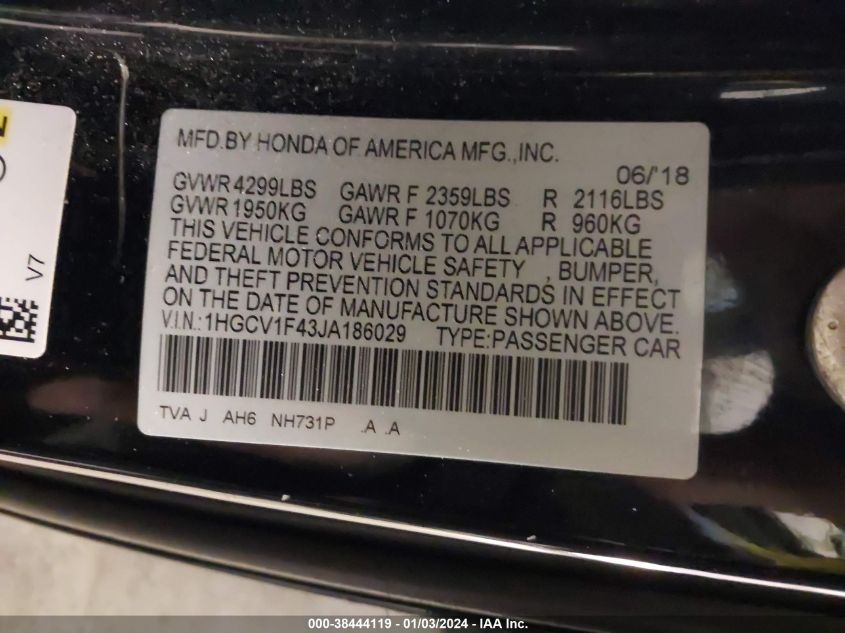 MFD.BY HONDA OF AMERICA MFG.,INC.
06/'18
GVWR 4299LBS GAWR F 2359LBS R 2116LBS
GVWR 1950KG GAWR F 1070KG R 960KG
THIS VEHICLE CONFORMS TO ALL APPLICABLE
FEDERAL MOTOR VEHICLE SAFETY , BUMPER,
AND THEFT PREVENTION STANDARDS IN EFFECT
ON THE DATE OF MANUFACTURE SHOWN ABOVE.
V.I.N.:1HGCV1F43JA186029 TYPE:PASSENGER CAR
TVA J AH6 NH731P .A .A
V7
000-38444119 - 01/03/2024 - IAA Inc.